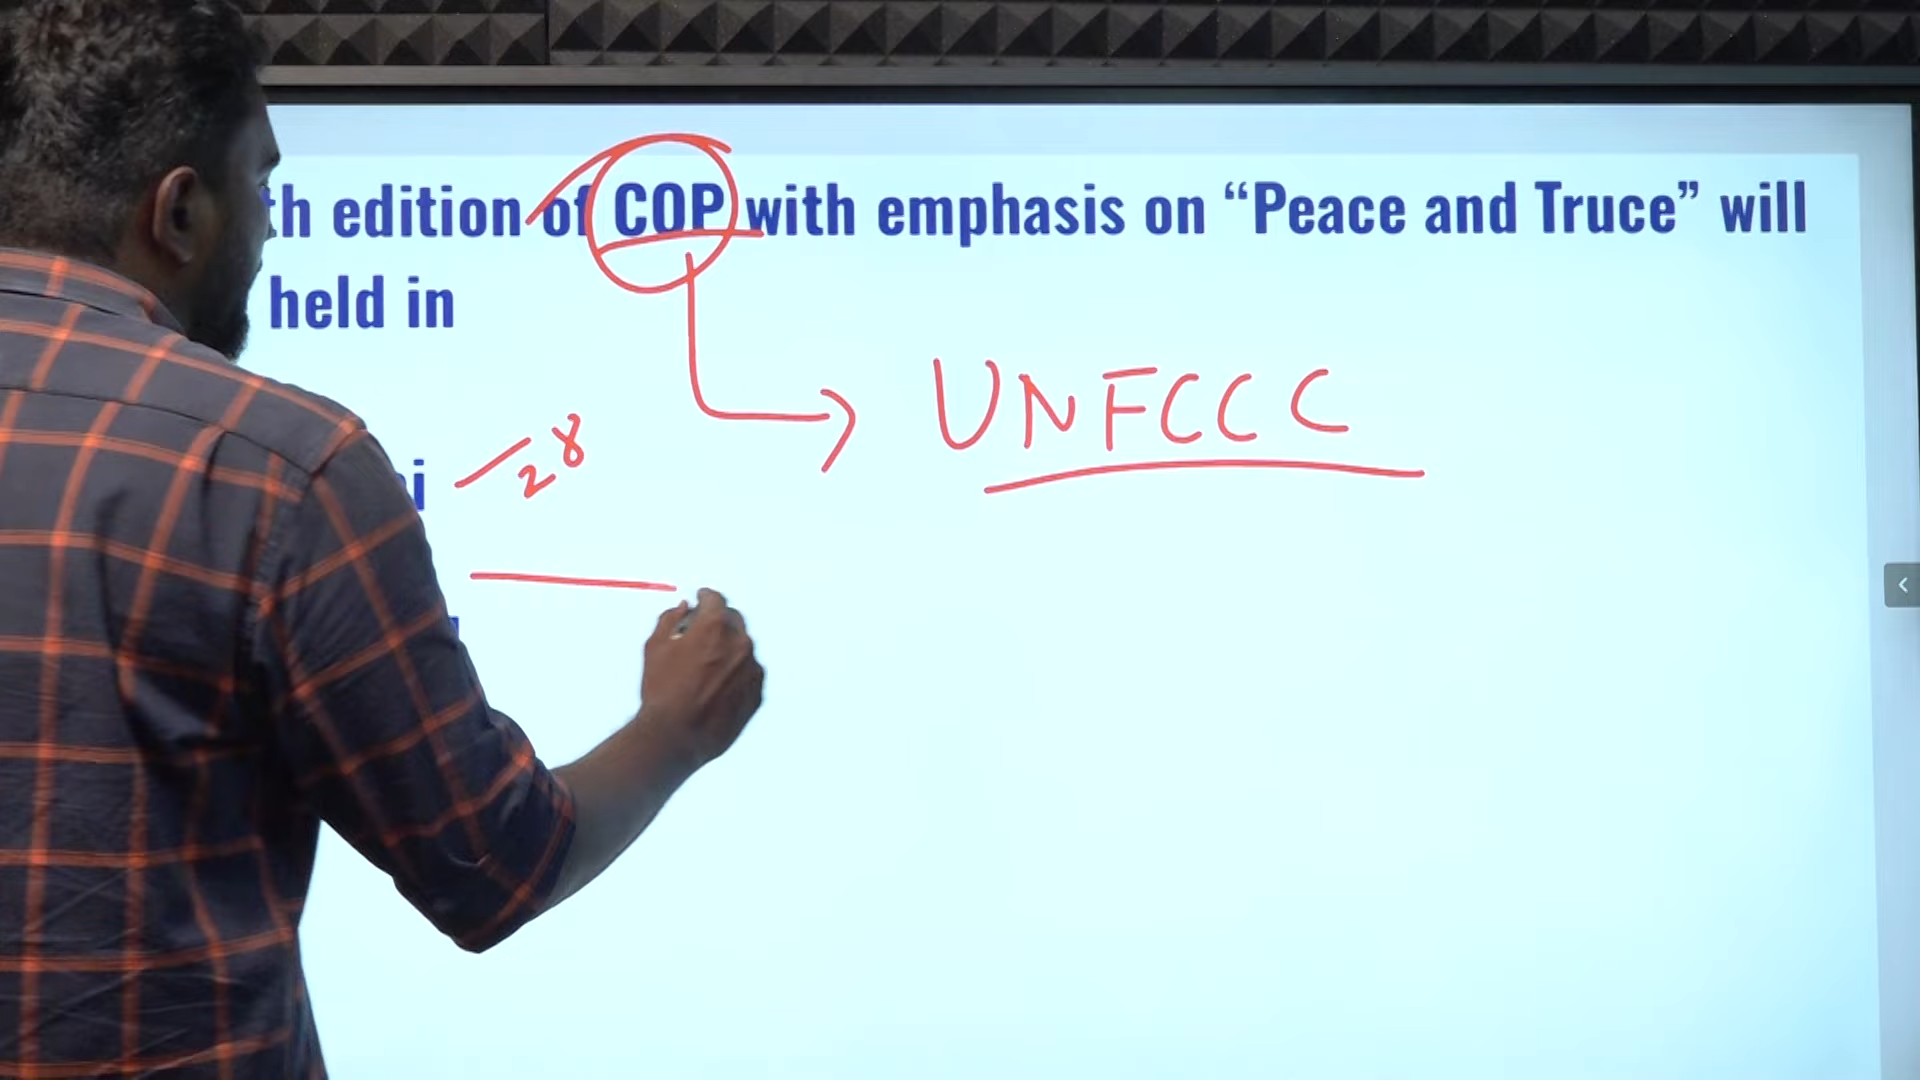 th edition of COP with emphasis on “Peace and Truce” will
held in
UNFCCC
28